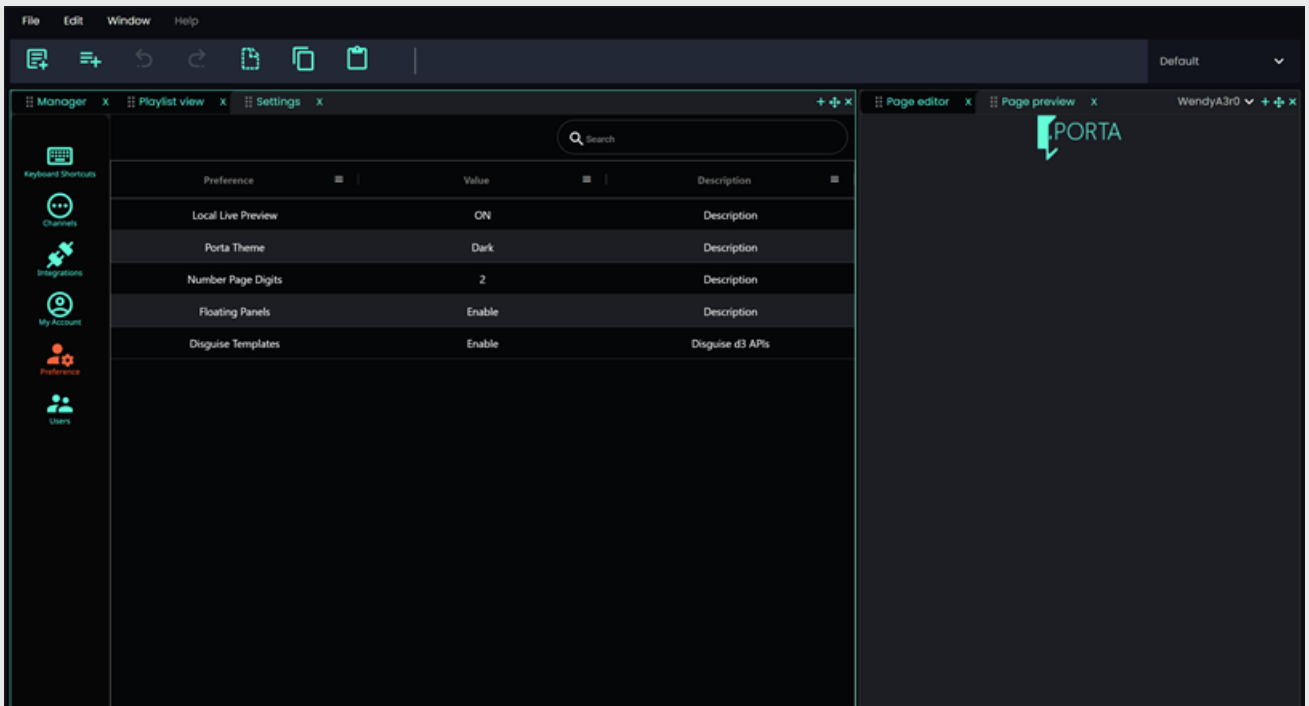 File Edit Window Help
Default
Manager X Playlist view X Settings X
Page editor X Page preview X WendyA3r0
PORTA
Search
Keyboard Shortcuts
Channels
Integrations
My Account
Preference
Users
Preference Value Description
Local Live Preview ON Description
Porta Theme Dark Description
Number Page Digits 2 Description
Floating Panels Enable Description
Disguise Templates Enable Disguise d3 APIs